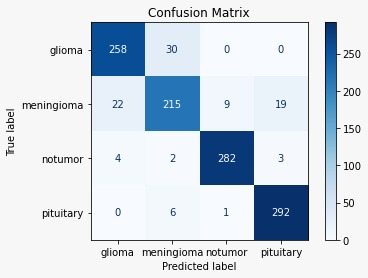 Confusion Matrix
True label
glioma 258 30 0 0
meningioma 22 215 9 19
notumor 4 2 282 3
pituitary 0 6 1 292
glioma meningioma notumor pituitary
Predicted label
250
200
150
100
50
0